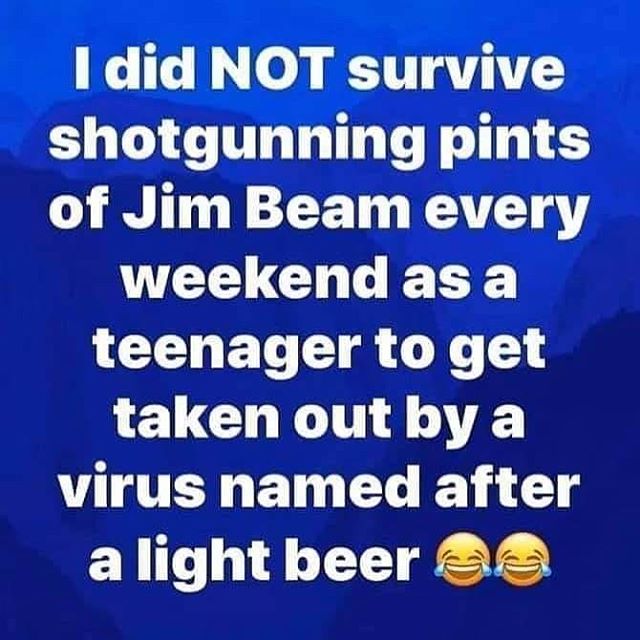 I did NOT survive
shotgunning pints
of Jim Beam every
weekend as a
teenager to get
taken out by a
virus named after
a light beer 😂😂